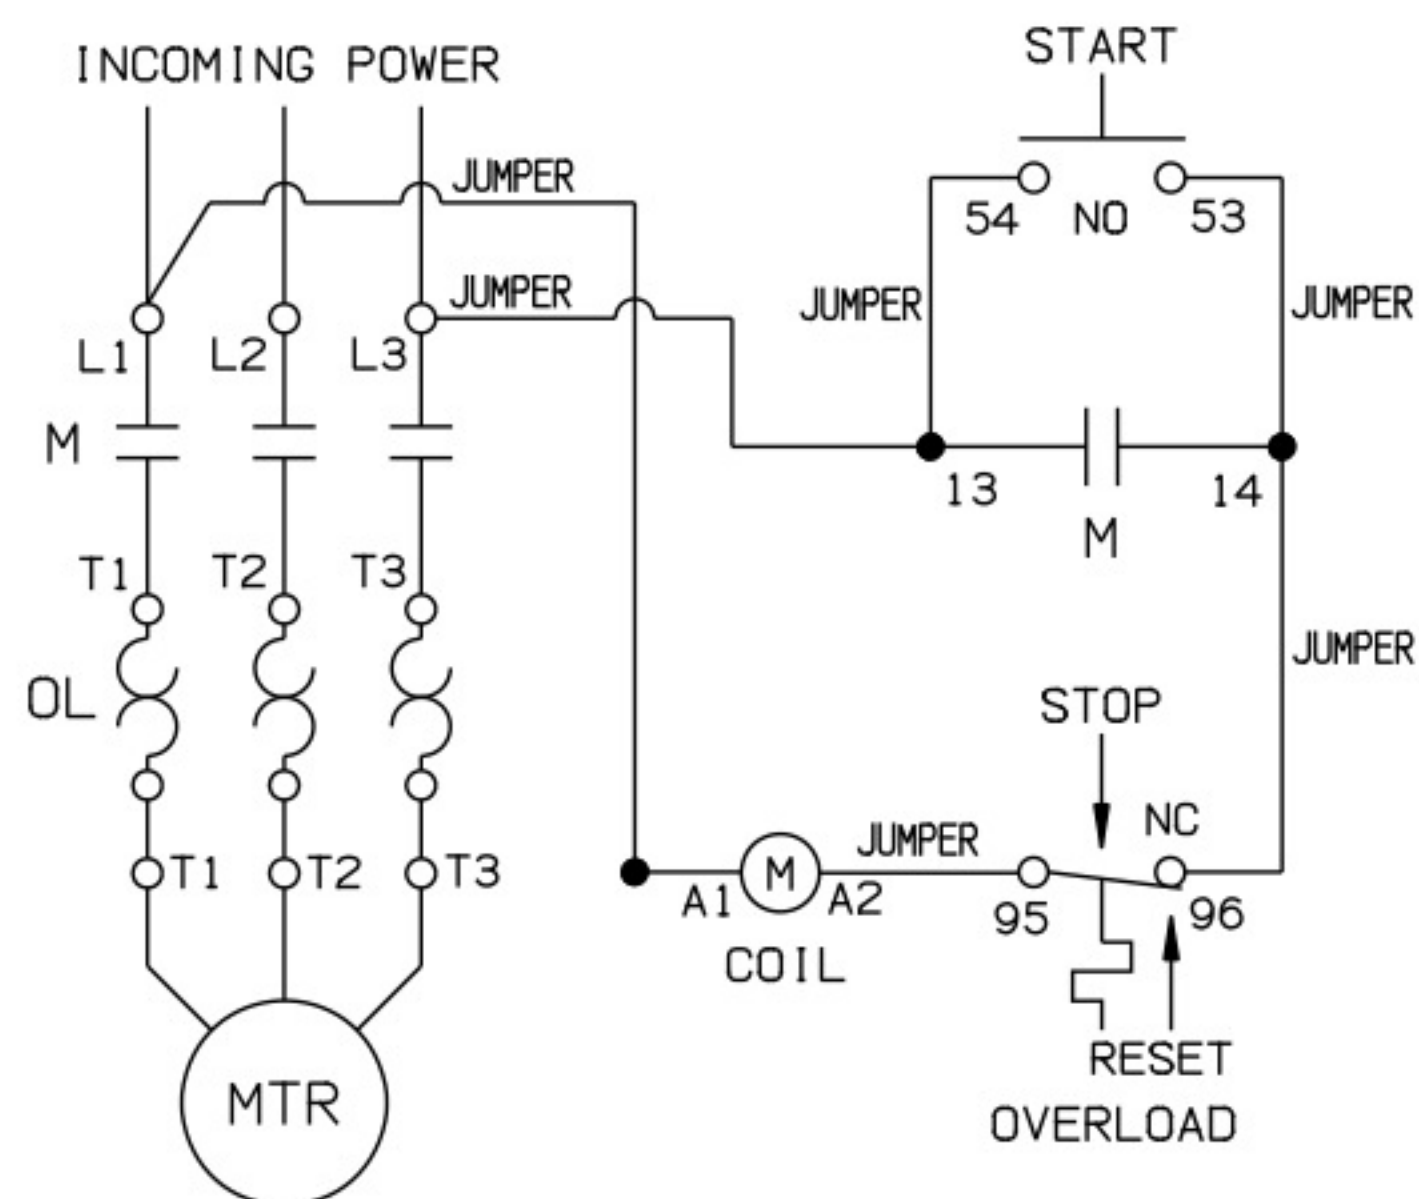 INCOMING POWER
START
JUMPER
54 NO 53
JUMPER
JUMPER
JUMPER
L1 L2 L3
M
13 14
M
T1 T2 T3
JUMPER
OL
STOP
NC
JUMPER
T1 T2 T3
M
A1 A2
95 96
COIL
RESET
MTR
OVERLOAD